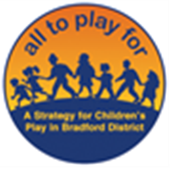 all to play for
A Strategy for Children's
Play in Bradford District